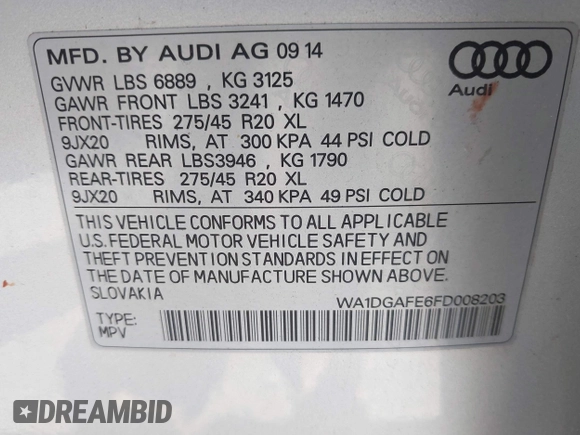 MFD. BY AUDI AG 09 14
GVWR LBS 6889 , KG 3125
GAWR FRONT LBS 3241 , KG 1470
FRONT-TIRES 275/45 R20 XL
9JX20 RIMS, AT 300 KPA 44 PSI COLD
GAWR REAR LBS3946 , KG 1790
REAR-TIRES 275/45 R20 XL
9JX20 RIMS, AT 340 KPA 49 PSI COLD
Audi
THIS VEHICLE CONFORMS TO ALL APPLICABLE
U.S. FEDERAL MOTOR VEHICLE SAFETY AND
THEFT PREVENTION STANDARDS IN EFFECT ON
THE DATE OF MANUFACTURE SHOWN ABOVE.
SLOVAKIA WA1DGAFE6FD008203
TYPE:
MPV
DREAMBID